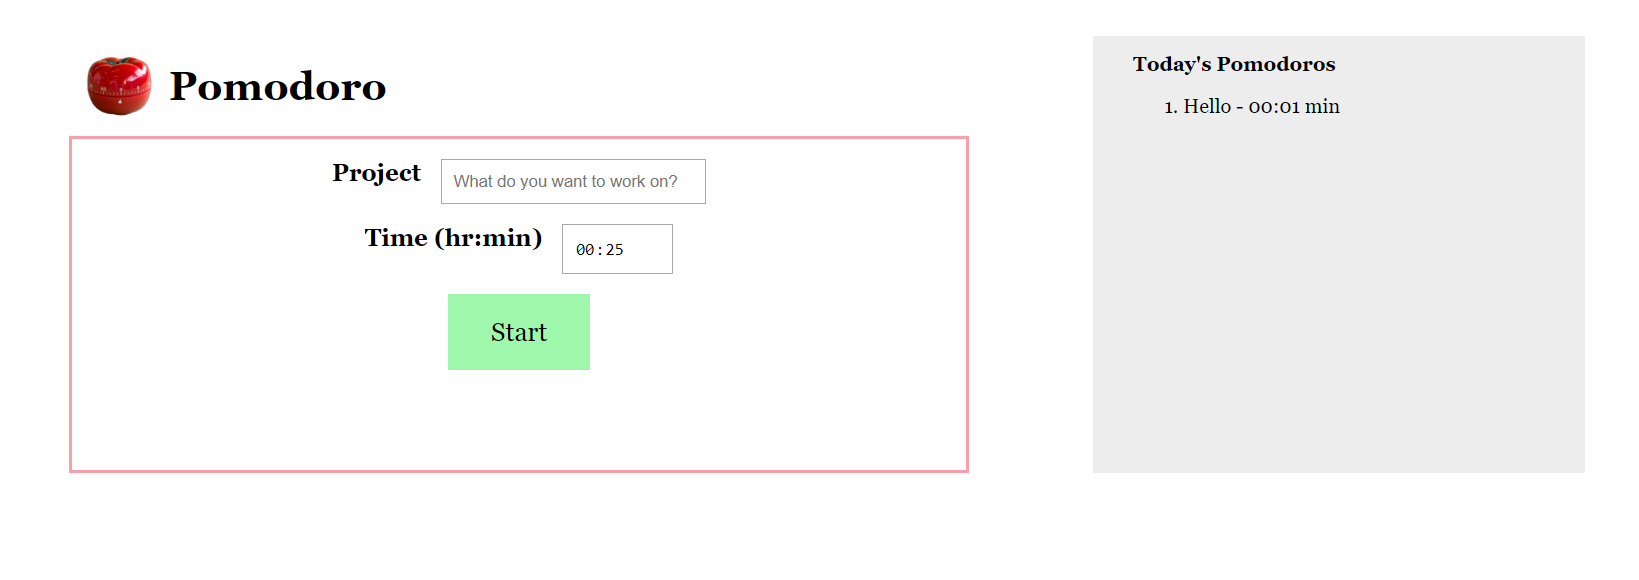 Pomodoro
Project What do you want to work on?
Time (hr:min) 00:25
Start
Today's Pomodoros
1. Hello - 00:01 min